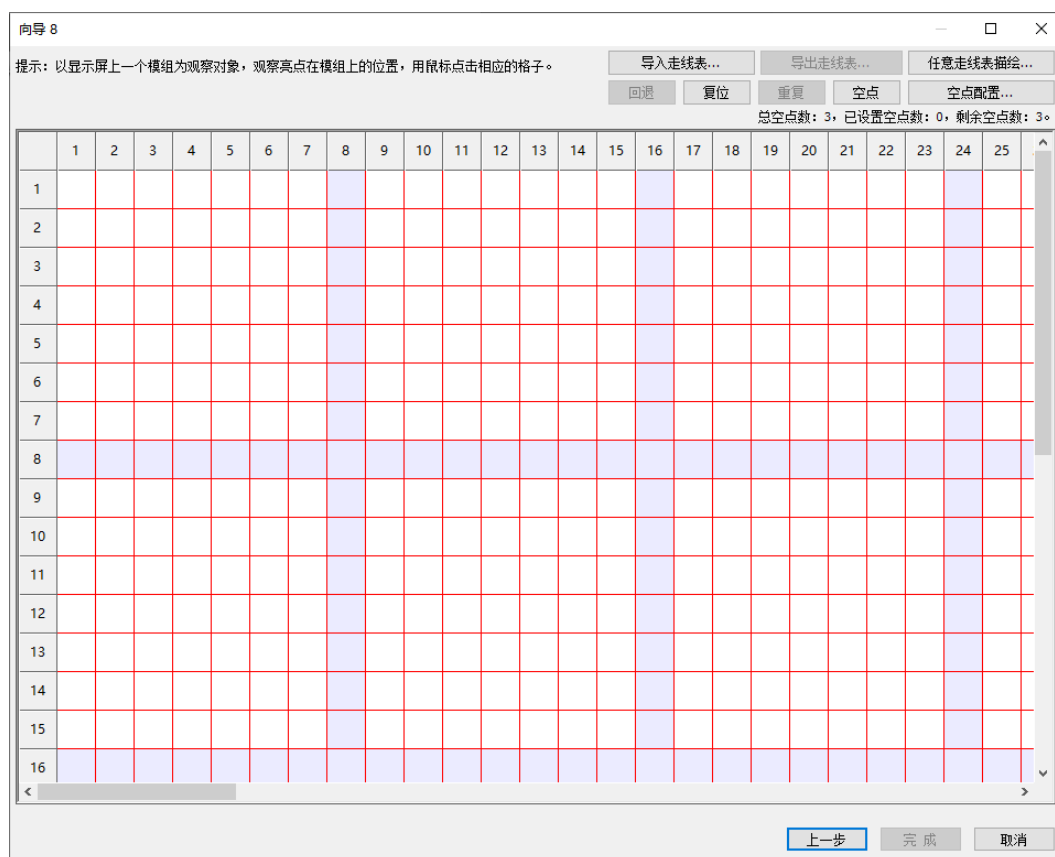 向导 8
提示：以显示屏上一个模组为观察对象，观察亮点在模组上的位置，用鼠标点击相应的格子。
导入走线表... 导出走线表... 任意走线表描绘...
回退 复位 重复 空点 空点配置...
总空点数：3，已设置空点数：0，剩余空点数：3。
1 2 3 4 5 6 7 8 9 10 11 12 13 14 15 16 17 18 19 20 21 22 23 24 25
1
2
3
4
5
6
7
8
9
10
11
12
13
14
15
16
上一步 完成 取消